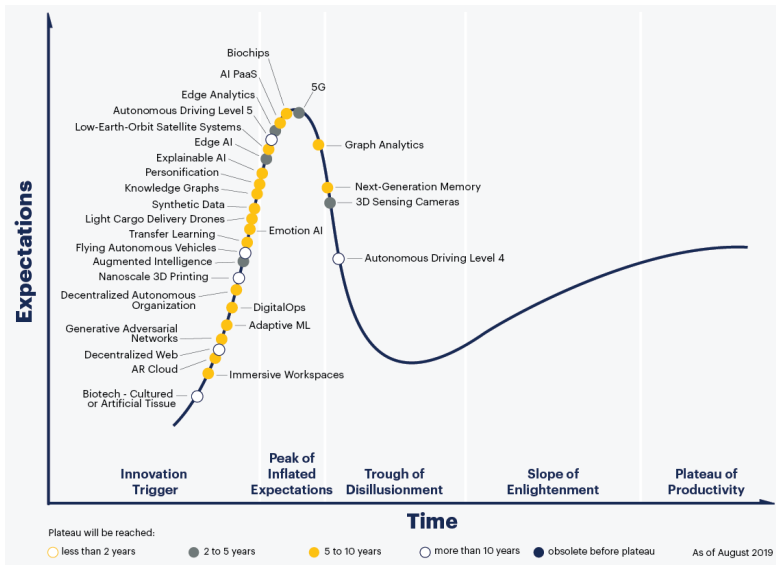 Expectations
Biochips
AI PaaS
5G
Edge Analytics
Autonomous Driving Level 5
Low-Earth-Orbit Satellite Systems
Edge AI
Graph Analytics
Explainable AI
Personification
Knowledge Graphs
Next-Generation Memory
Synthetic Data
3D Sensing Cameras
Light Cargo Delivery Drones
Transfer Learning
Emotion AI
Flying Autonomous Vehicles
Augmented Intelligence
Autonomous Driving Level 4
Nanoscale 3D Printing
Decentralized Autonomous
Organization
DigitalOps
Generative Adversarial
Networks
Adaptive ML
Decentralized Web
AR Cloud
Immersive Workspaces
Biotech - Cultured
or Artificial Tissue
Innovation
Trigger
Peak of
Inflated
Expectations
Trough of
Disillusionment
Slope of
Enlightenment
Plateau of
Productivity
Time
Plateau will be reached:
less than 2 years
2 to 5 years
5 to 10 years
more than 10 years
obsolete before plateau
As of August 2019